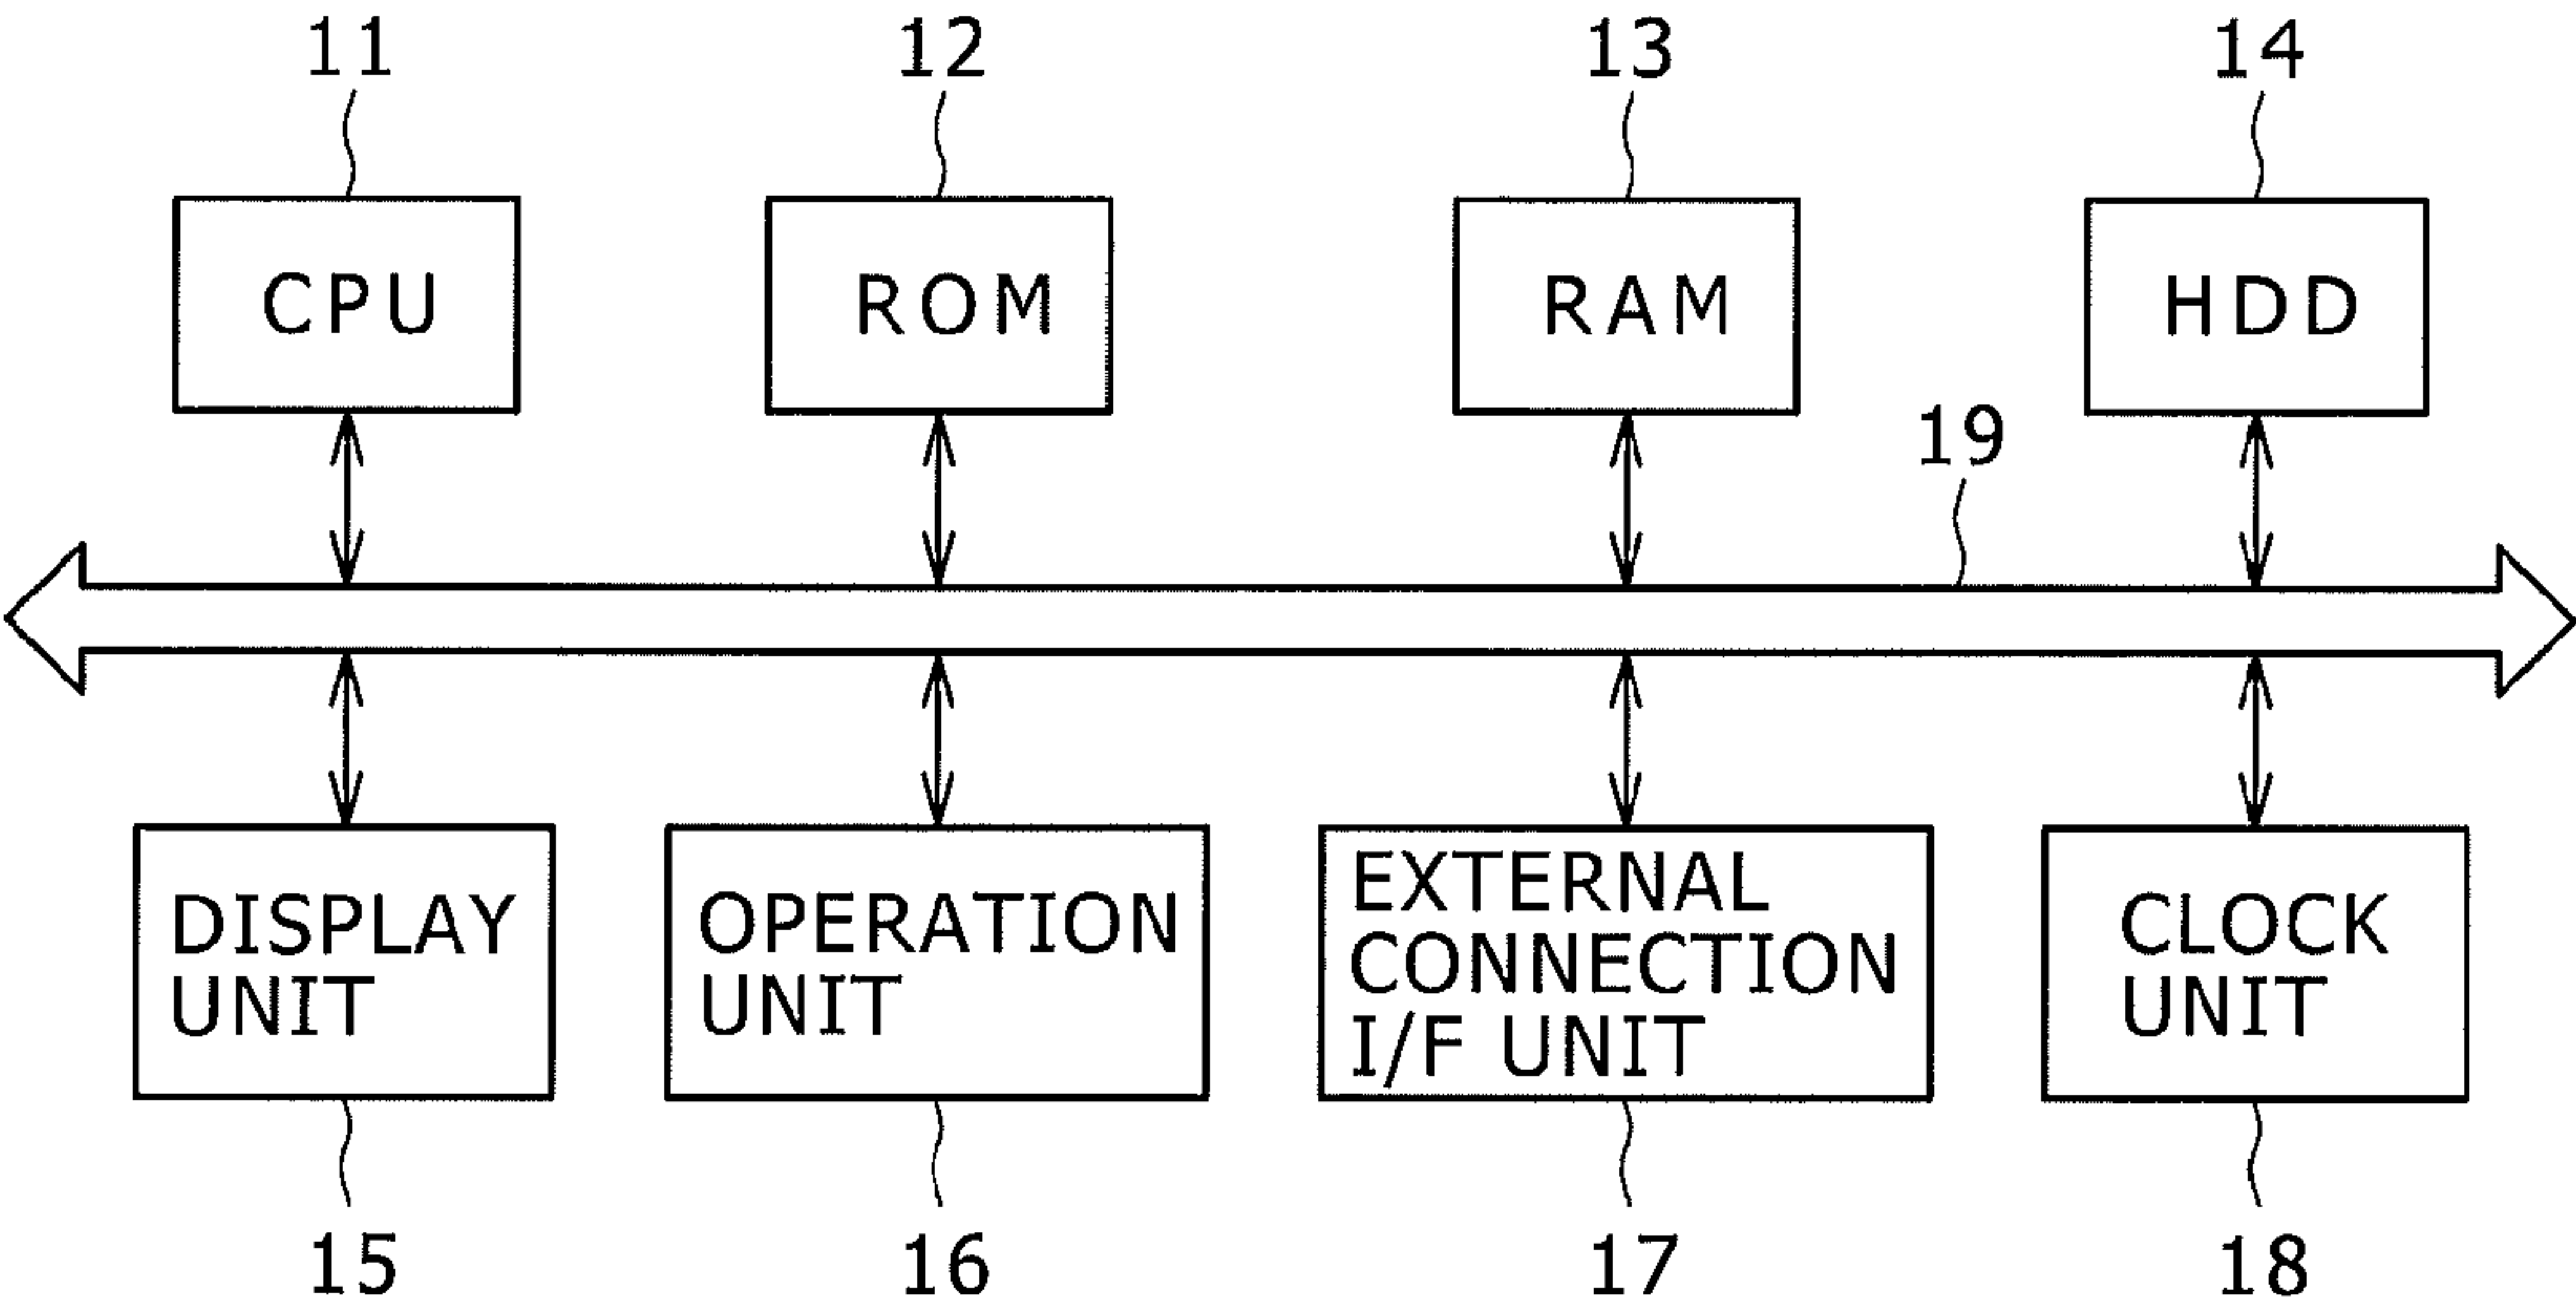 11
12
13
14
CPU
ROM
RAM
HDD
19
DISPLAY
UNIT
OPERATION
UNIT
EXTERNAL
CONNECTION
I/F UNIT
CLOCK
UNIT
15
16
17
18